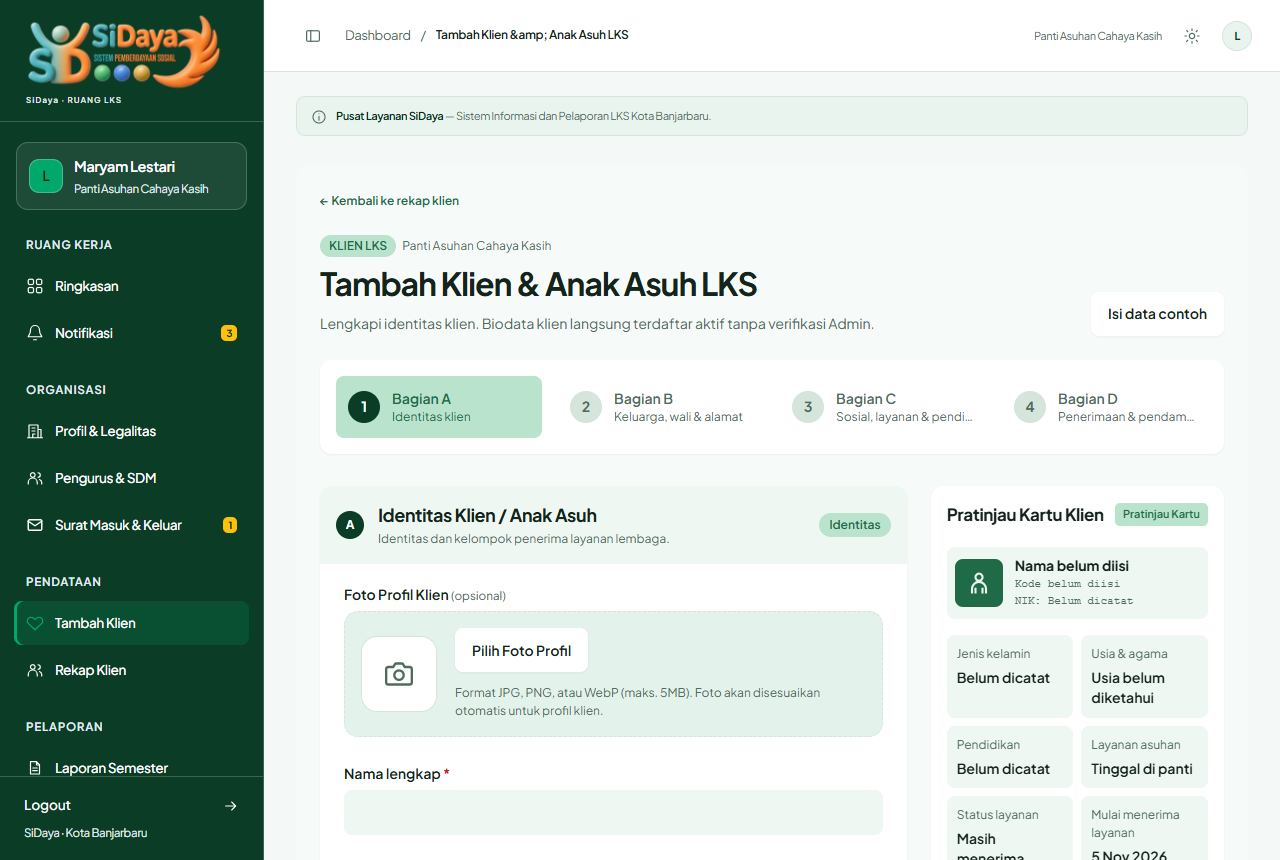 SiDaya
SISTEM PEMBERDAYAAN SOSIAL
SiDaya · RUANG LKS
L
Maryam Lestari
Panti Asuhan Cahaya Kasih
RUANG KERJA
Ringkasan
Notifikasi
3
ORGANISASI
Profil & Legalitas
Pengurus & SDM
Surat Masuk & Keluar
1
PENDATAAN
Tambah Klien
Rekap Klien
PELAPORAN
Laporan Semester
Logout
SiDaya · Kota Banjarbaru
Dashboard / Tambah Klien &amp; Anak Asuh LKS
Panti Asuhan Cahaya Kasih
L
Pusat Layanan SiDaya — Sistem Informasi dan Pelaporan LKS Kota Banjarbaru.
← Kembali ke rekap klien
KLIEN LKS Panti Asuhan Cahaya Kasih
Tambah Klien & Anak Asuh LKS
Lengkapi identitas klien. Biodata klien langsung terdaftar aktif tanpa verifikasi Admin.
Isi data contoh
1
Bagian A
Identitas klien
2
Bagian B
Keluarga, wali & alamat
3
Bagian C
Sosial, layanan & pendi...
4
Bagian D
Penerimaan & pendam...
A
Identitas Klien / Anak Asuh
Identitas dan kelompok penerima layanan lembaga.
Identitas
Foto Profil Klien (opsional)
Pilih Foto Profil
Format JPG, PNG, atau WebP (maks. 5MB). Foto akan disesuaikan
otomatis untuk profil klien.
Nama lengkap *
Pratinjau Kartu Klien
Pratinjau Kartu
Nama belum diisi
Kode belum diisi
NIK: Belum dicatat
Jenis kelamin
Belum dicatat
Usia & agama
Usia belum
diketahui
Pendidikan
Belum dicatat
Layanan asuhan
Tinggal di panti
Status layanan
Masih
menerima
Mulai menerima
layanan
5 Nov 2026